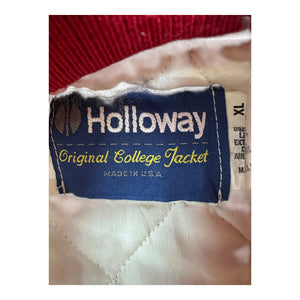 Holloway
Original College Jacket
MADE IN U.S.A.
XL